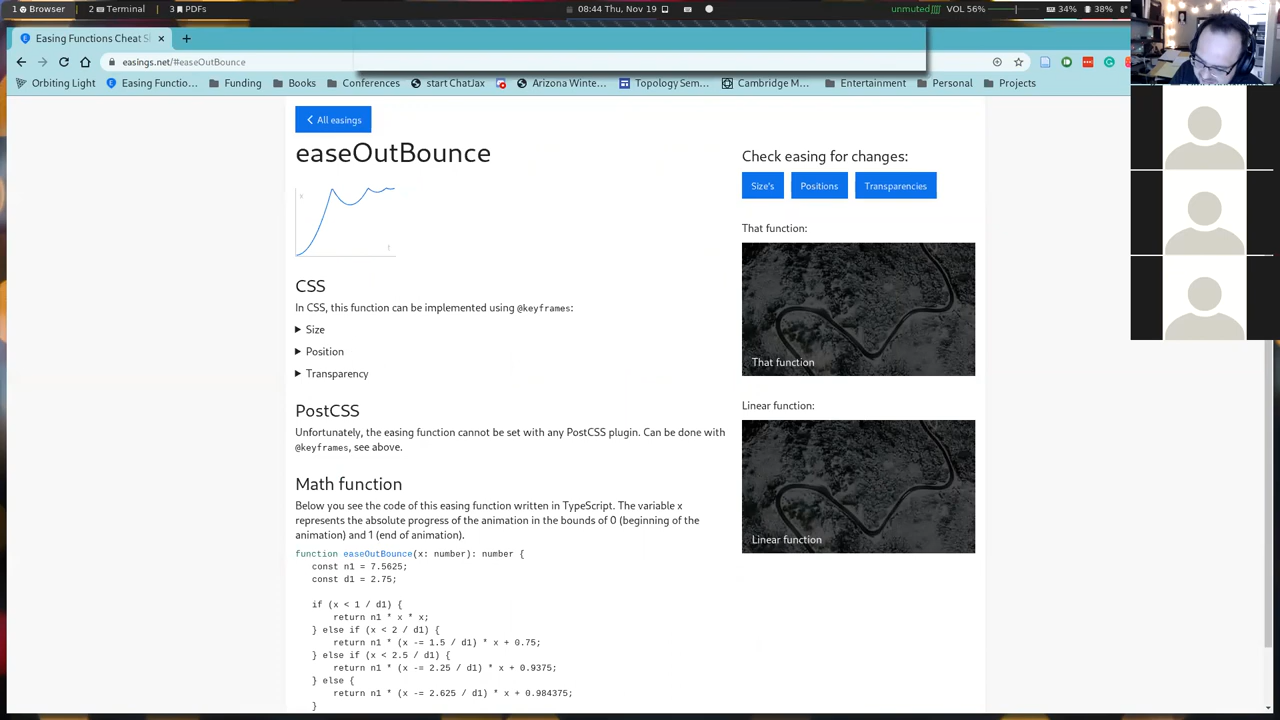 1 Browser 2 Terminal 3 PDFs 08:44 Thu, Nov 19 unmuted VOL 56% 34% 38%
Easing Functions Cheat S
easings.net/#easeOutBounce
Orbiting Light Easing Functio... Funding Books Conferences start ChatJax Arizona Winte... Topology Sem... Cambridge M... Entertainment Personal Projects
All easings
easeOutBounce
x
t
CSS
In CSS, this function can be implemented using @keyframes:
Size
Position
Transparency
PostCSS
Unfortunately, the easing function cannot be set with any PostCSS plugin. Can be done with
@keyframes, see above.
Math function
Below you see the code of this easing function written in TypeScript. The variable x
represents the absolute progress of the animation in the bounds of 0 (beginning of the
animation) and 1 (end of animation).
function easeOutBounce(x: number): number {
const n1 = 7.5625;
const d1 = 2.75;
if (x < 1 / d1) {
return n1 * x * x;
} else if (x < 2 / d1) {
return n1 * (x -= 1.5 / d1) * x + 0.75;
} else if (x < 2.5 / d1) {
return n1 * (x -= 2.25 / d1) * x + 0.9375;
} else {
return n1 * (x -= 2.625 / d1) * x + 0.984375;
}
Check easing for changes:
Size's Positions Transparencies
That function:
That function
Linear function:
Linear function